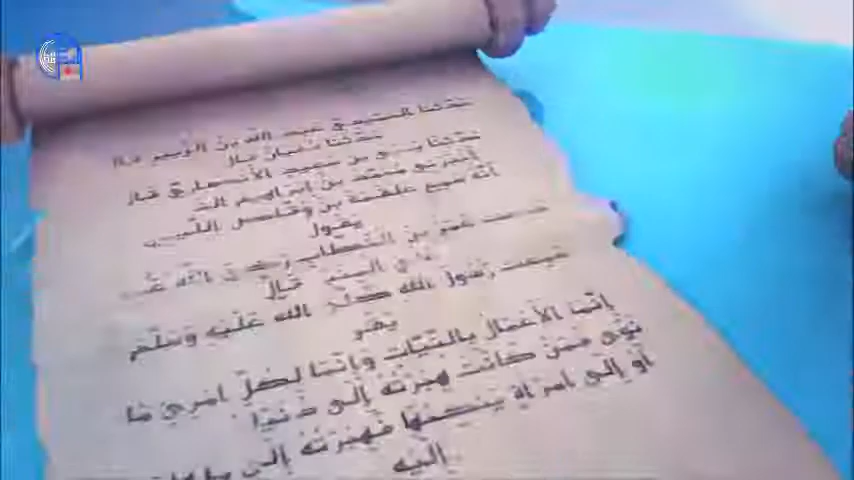 حدثنا الحميدي عبد الله بن الزبير قال
حدثنا سفيان قال
حدثنا يحيى بن سعيد الأنصاري قال
أخبرني محمد بن إبراهيم
أنه سمع علقمة بن وقاص الليثي
يقول
سمعت عمر بن الخطاب رضي الله عنه
على المنبر قال
سمعت رسول الله صلى الله عليه وسلم
يقول
إنما الأعمال بالنيات وإنما لكل امرئ ما
نوى فمن كانت هجرته إلى دنيا
أو إلى امرأة ينكحها فهجرته إلى ما
إليه